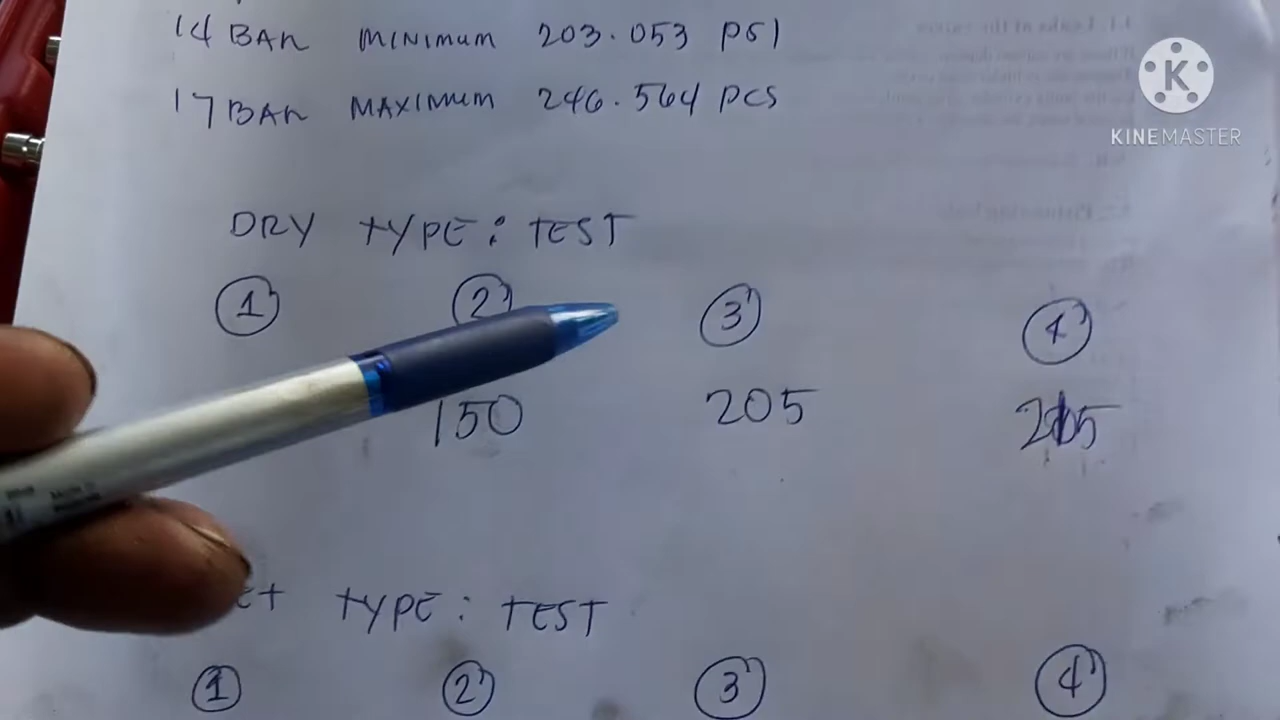 14 BAR MINIMUM 203.053 PSI
17 BAR MAXIMUM 246.564 PCS
K
KINEMASTER
DRY TYPE: TEST
1 2 3 4
150 205
ET TYPE: TEST
1 2 3 4